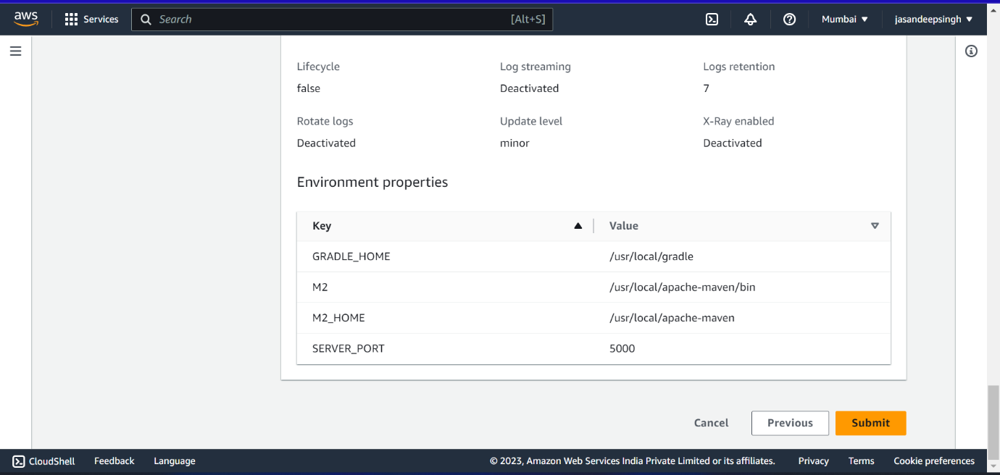 aws Services Search [Alt+S] Mumbai jasandeepsingh
Lifecycle Log streaming Logs retention
false Deactivated 7
Rotate logs Update level X-Ray enabled
Deactivated minor Deactivated
Environment properties
Key Value
GRADLE_HOME /usr/local/gradle
M2 /usr/local/apache-maven/bin
M2_HOME /usr/local/apache-maven
SERVER_PORT 5000
Cancel Previous Submit
CloudShell Feedback Language © 2023, Amazon Web Services India Private Limited or its affiliates. Privacy Terms Cookie preferences